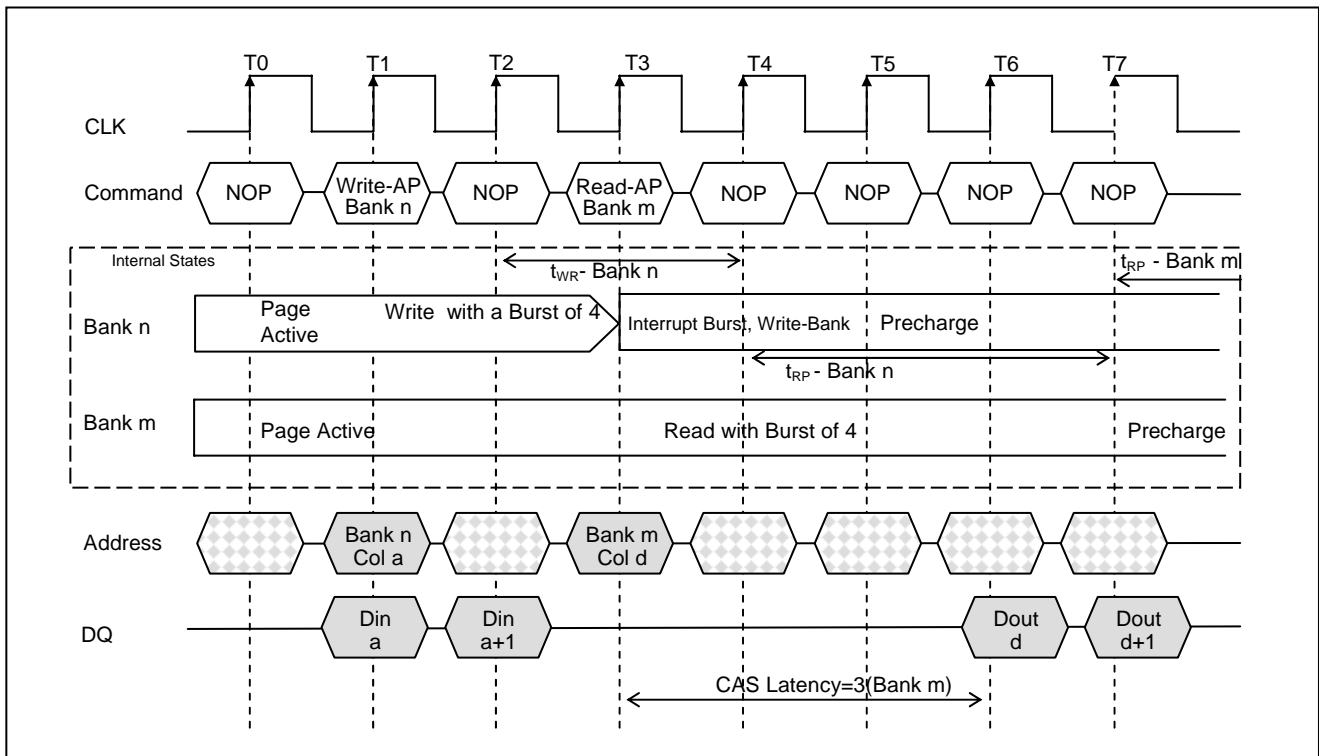 T0 T1 T2 T3 T4 T5 T6 T7
CLK
Command NOP Write-AP Bank n NOP Read-AP Bank m NOP NOP NOP NOP
Internal States
tWR- Bank n
tRP - Bank m
Bank n
Page Active
Write with a Burst of 4
Interrupt Burst, Write-Bank
Precharge
tRP - Bank n
Bank m
Page Active
Read with Burst of 4
Precharge
Address
Bank n
Col a
Bank m
Col d
DQ
Din
a
Din
a+1
Dout
d
Dout
d+1
CAS Latency=3(Bank m)